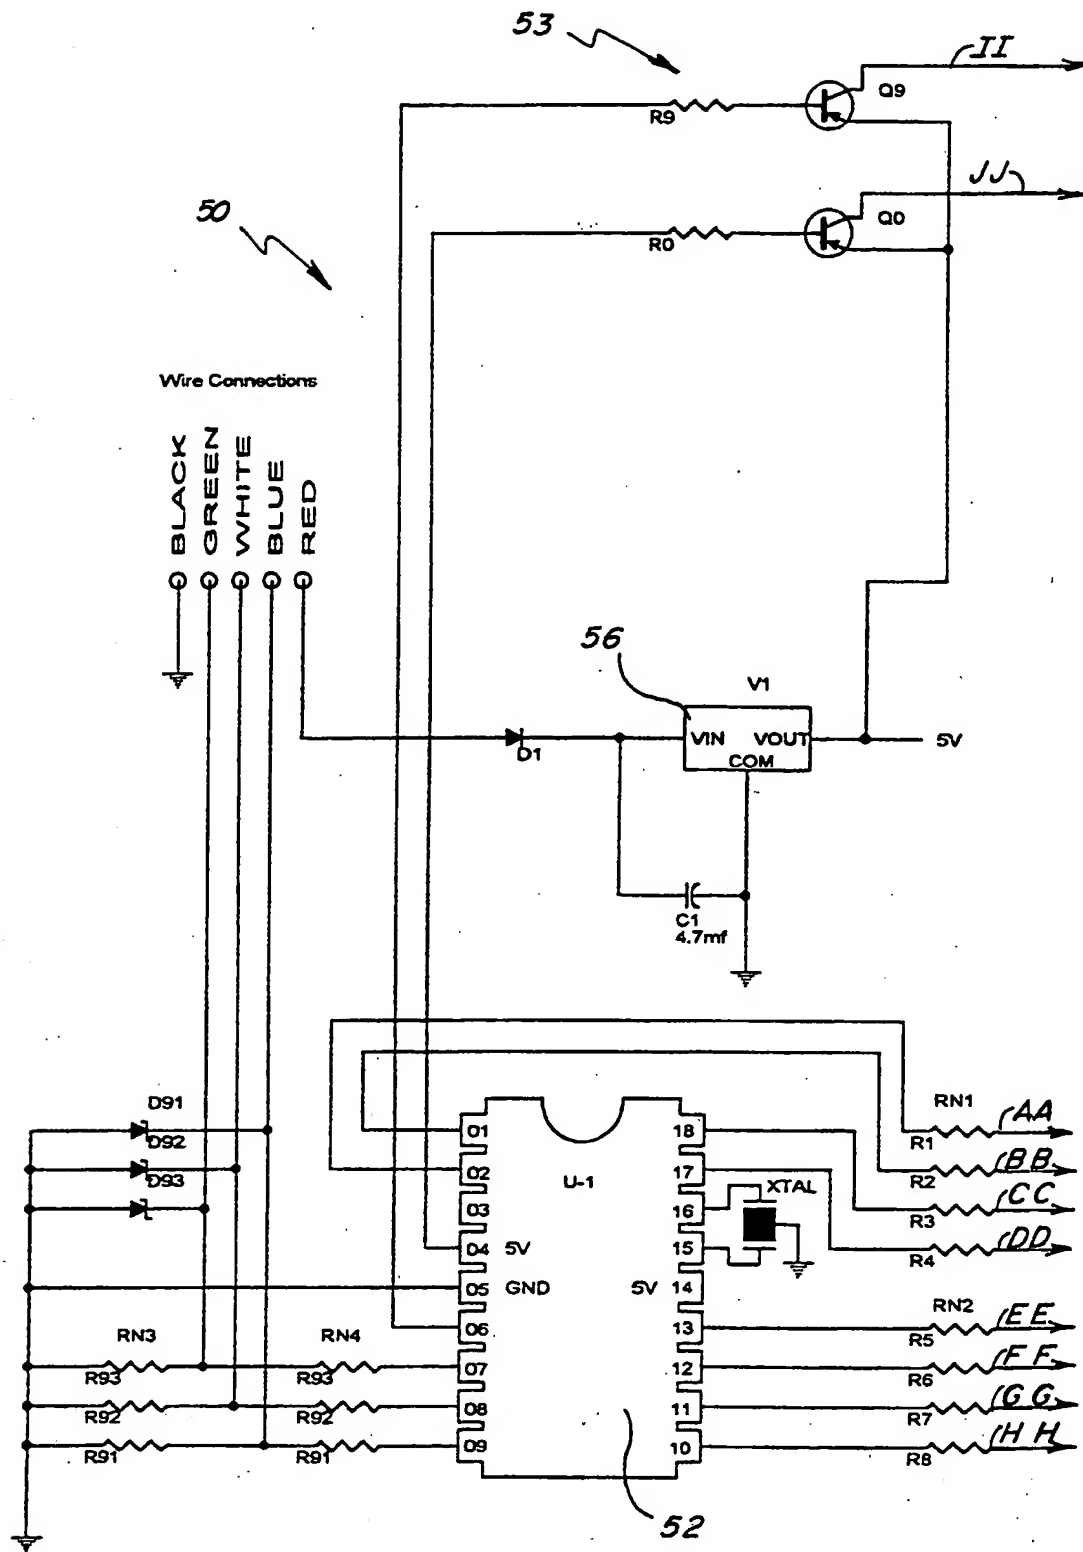 53
II
Q9
R9
JJ
50
Q0
R0
Wire Connections
BLACK
GREEN
WHITE
BLUE
RED
56
V1
VIN VOUT
COM
5V
D1
C1
4.7mf
D91
D92
D93
RN1
AA
R1
BB
R2
CC
R3
DD
R4
01
02
03
04 5V
05 GND
06
07
08
09
U-1
18
17
16
15
5V 14
13
12
11
10
XTAL
RN2
EE
R5
FF
R6
GG
R7
HH
R8
RN3
RN4
R93
R93
R92
R92
R91
R91
52